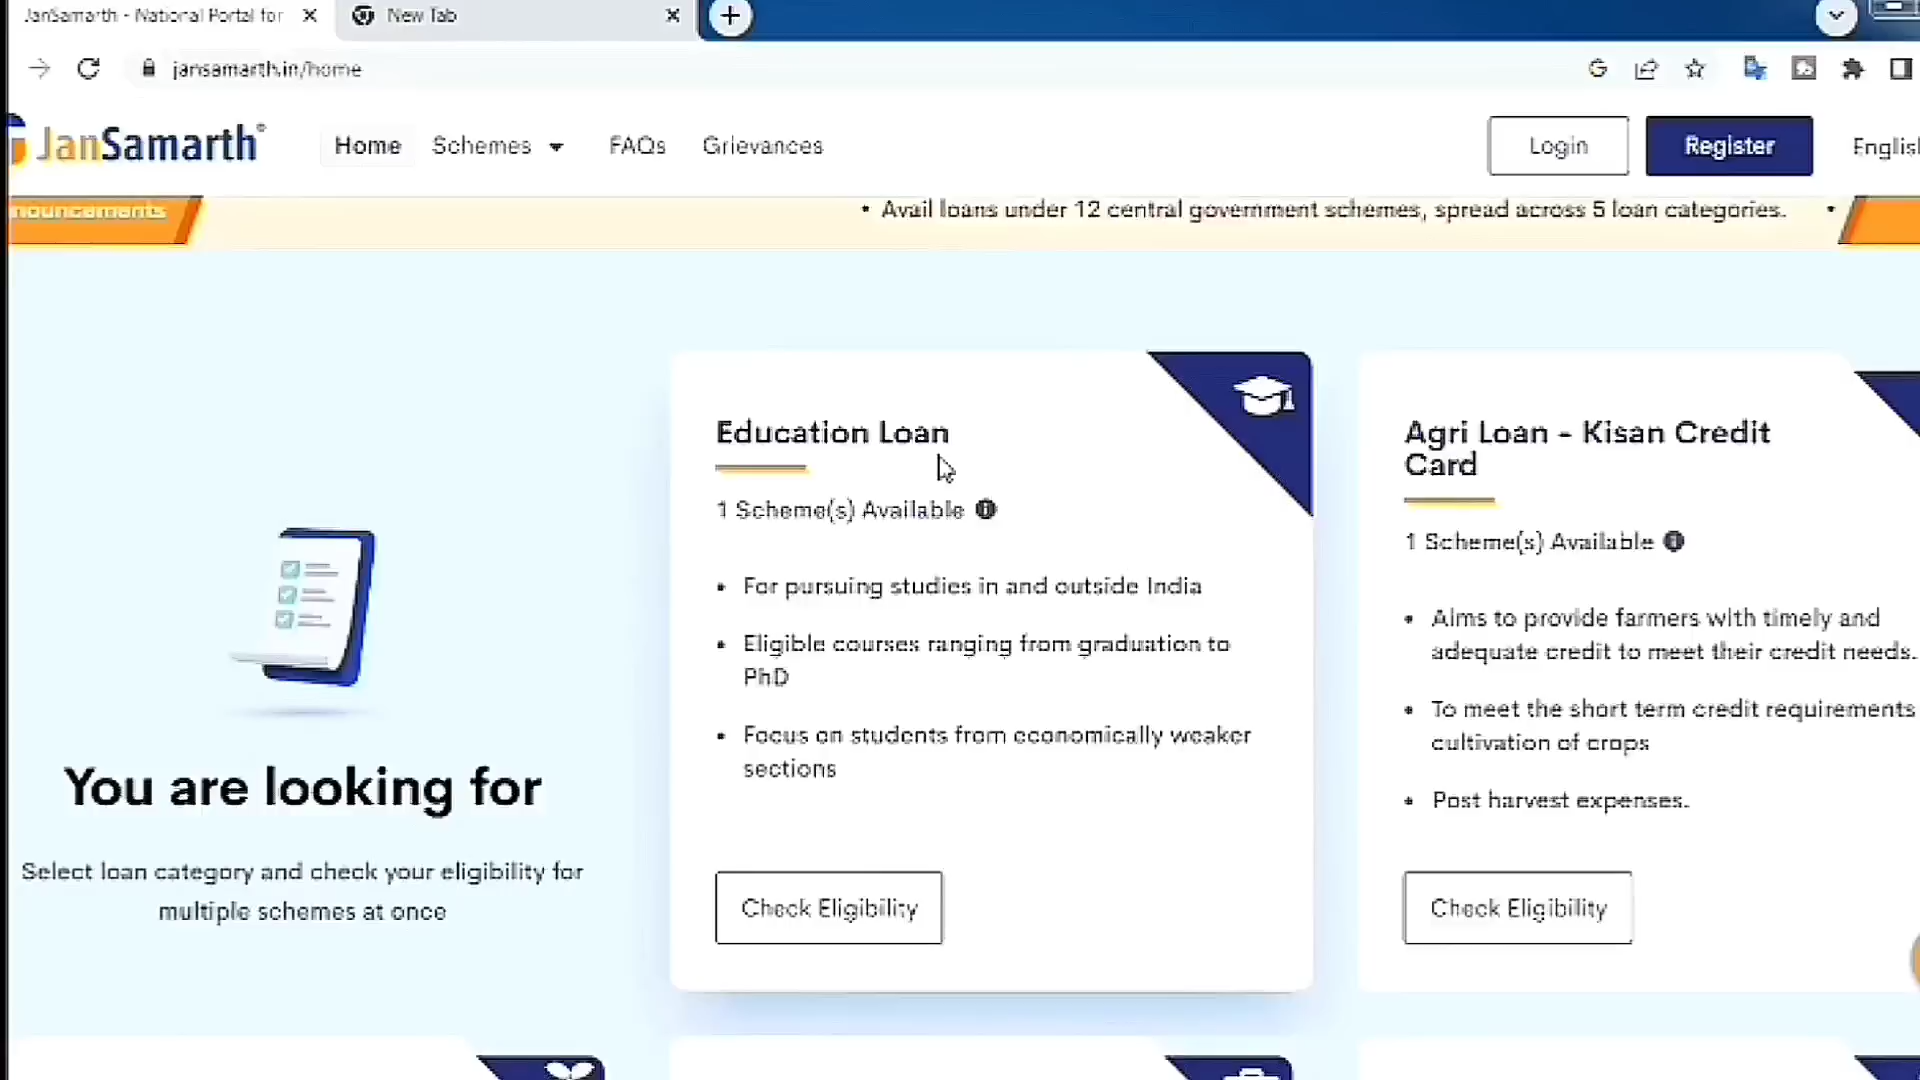 JanSamarth - National Portal for
New Tab
jansamarth.in/home
JanSamarth
Home
Schemes
FAQs
Grievances
Login
Register
• Avail loans under 12 central government schemes, spread across 5 loan categories. •
Education Loan
1 Scheme(s) Available
• For pursuing studies in and outside India
• Eligible courses ranging from graduation to
PhD
• Focus on students from economically weaker
sections
Check Eligibility
Agri Loan - Kisan Credit
Card
1 Scheme(s) Available
• Aims to provide farmers with timely and
adequate credit to meet their credit needs.
• To meet the short term credit requirements
cultivation of crops
• Post harvest expenses.
Check Eligibility
You are looking for
Select loan category and check your eligibility for
multiple schemes at once